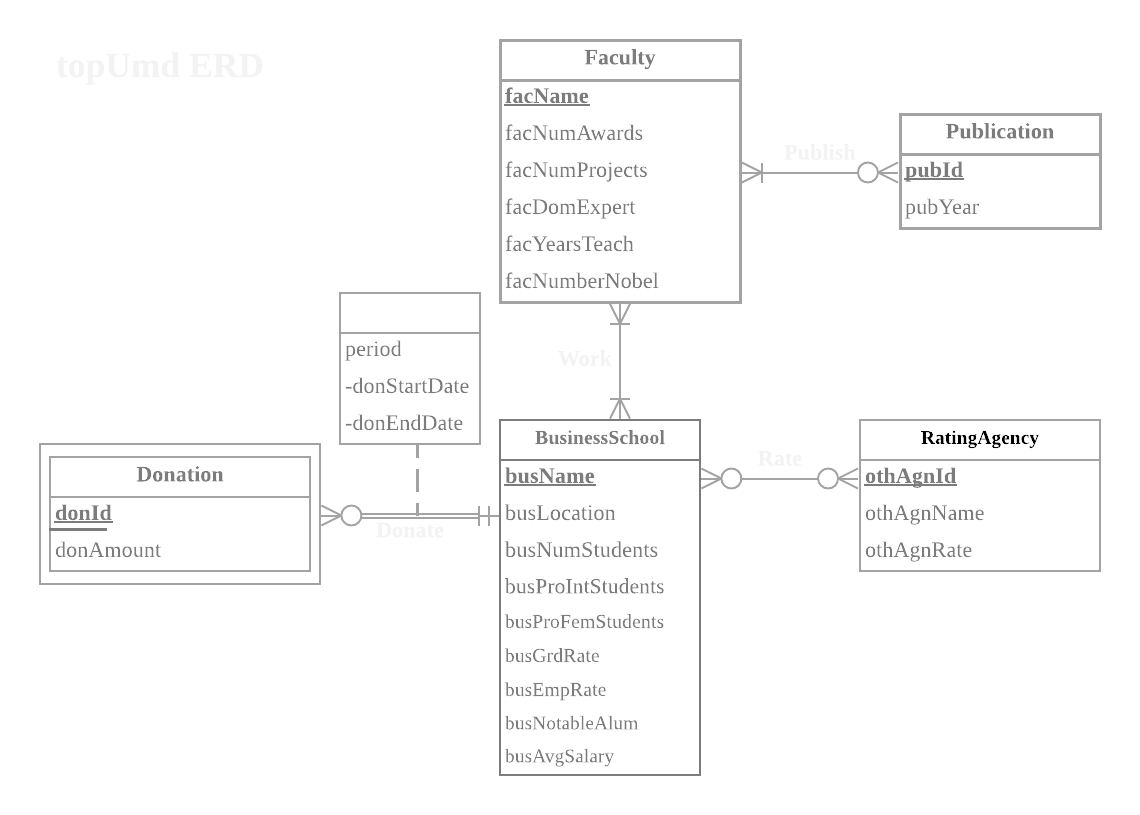 topUmd ERD
Faculty
facName
facNumAwards
facNumProjects
facDomExpert
facYearsTeach
facNumberNobel
Publish
Publication
pubId
pubYear
Work
period
-donStartDate
-donEndDate
Donation
donId
donAmount
Donate
BusinessSchool
busName
busLocation
busNumStudents
busProIntStudents
busProFemStudents
busGrdRate
busEmpRate
busNotableAlum
busAvgSalary
Rate
RatingAgency
othAgnId
othAgnName
othAgnRate